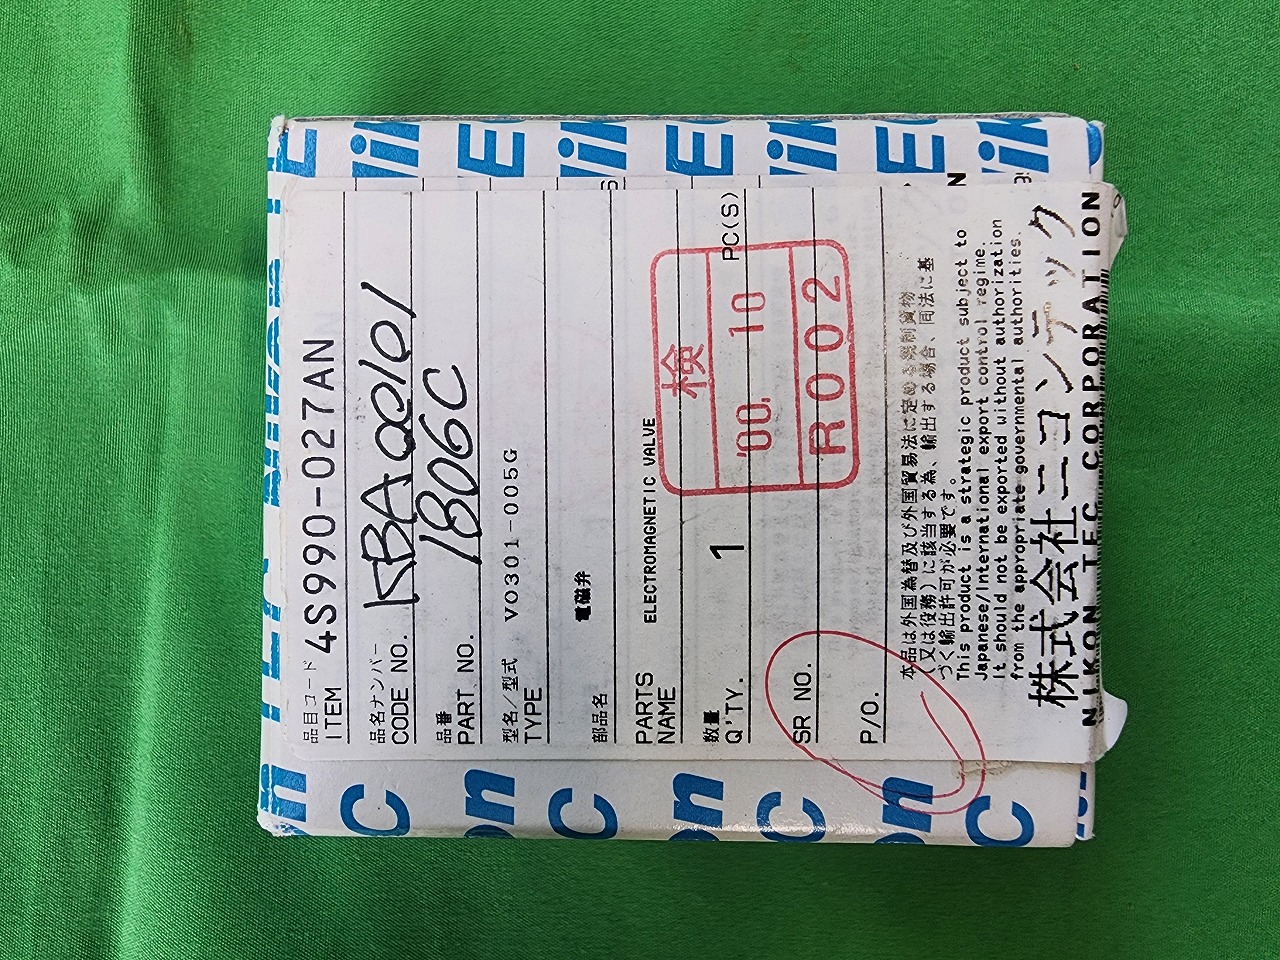 品目コード
ITEM 4S990-027AN
品名ナンバー
CODE NO. KBA00101
品番
PART NO. 1806C
型名/型式
TYPE VO301-005G
部品名 電磁弁
PARTS NAME ELECTROMAGNETIC VALVE
数量
Q'TY. 1 PC(S)
検
'00. 10
R002
SR NO.
P/O.
本品は外国為替及び外国貿易法に定める規制貨物
(又は役務)に該当する為、輸出する場合、同法に基
づく輸出許可が必要です。
This product is a strategic product subject to
Japanese/International export control regime.
It should not be exported without authorization
from the appropriate governmental authorities.
株式会社ニコンテック
NIKON TEC CORPORATION